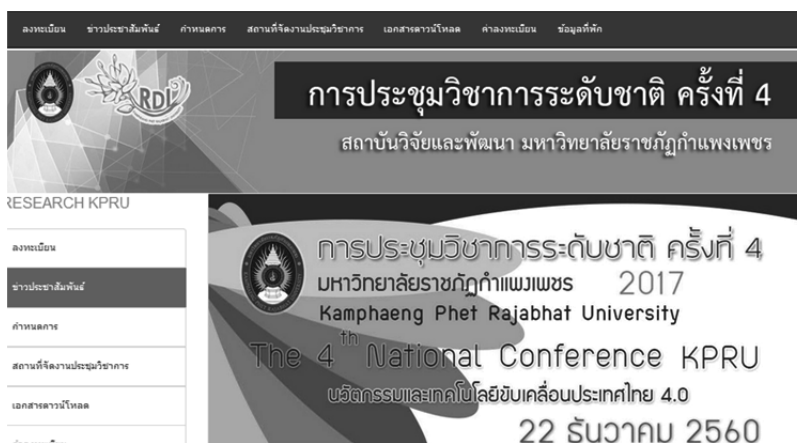 ลงทะเบียน ข่าวประชาสัมพันธ์ กำหนดการ สถานที่จัดงานประชุมวิชาการ เอกสารดาวน์โหลด ค่าลงทะเบียน ข้อมูลที่พัก
RDI
การประชุมวิชาการระดับชาติ ครั้งที่ 4
สถาบันวิจัยและพัฒนา มหาวิทยาลัยราชภัฏกำแพงเพชร
RESEARCH KPRU
ลงทะเบียน
ข่าวประชาสัมพันธ์
กำหนดการ
สถานที่จัดงานประชุมวิชาการ
เอกสารดาวน์โหลด
การประชุมวิชาการระดับชาติ ครั้งที่ 4
มหาวิทยาลัยราชภัฏกำแพงเพชร 2017
Kamphaeng Phet Rajabhat University
The 4th National Conference KPRU
นวัตกรรมและเทคโนโลยีขับเคลื่อนประเทศไทย 4.0
22 ธันวาคม 2560